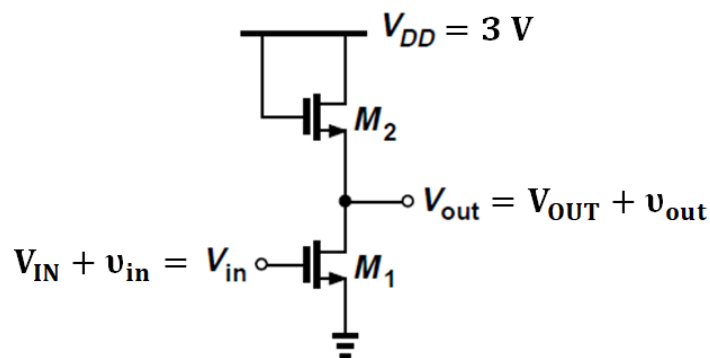 V_DD = 3 V
M_2
V_out = V_OUT + υ_out
V_IN + υ_in = V_in
M_1